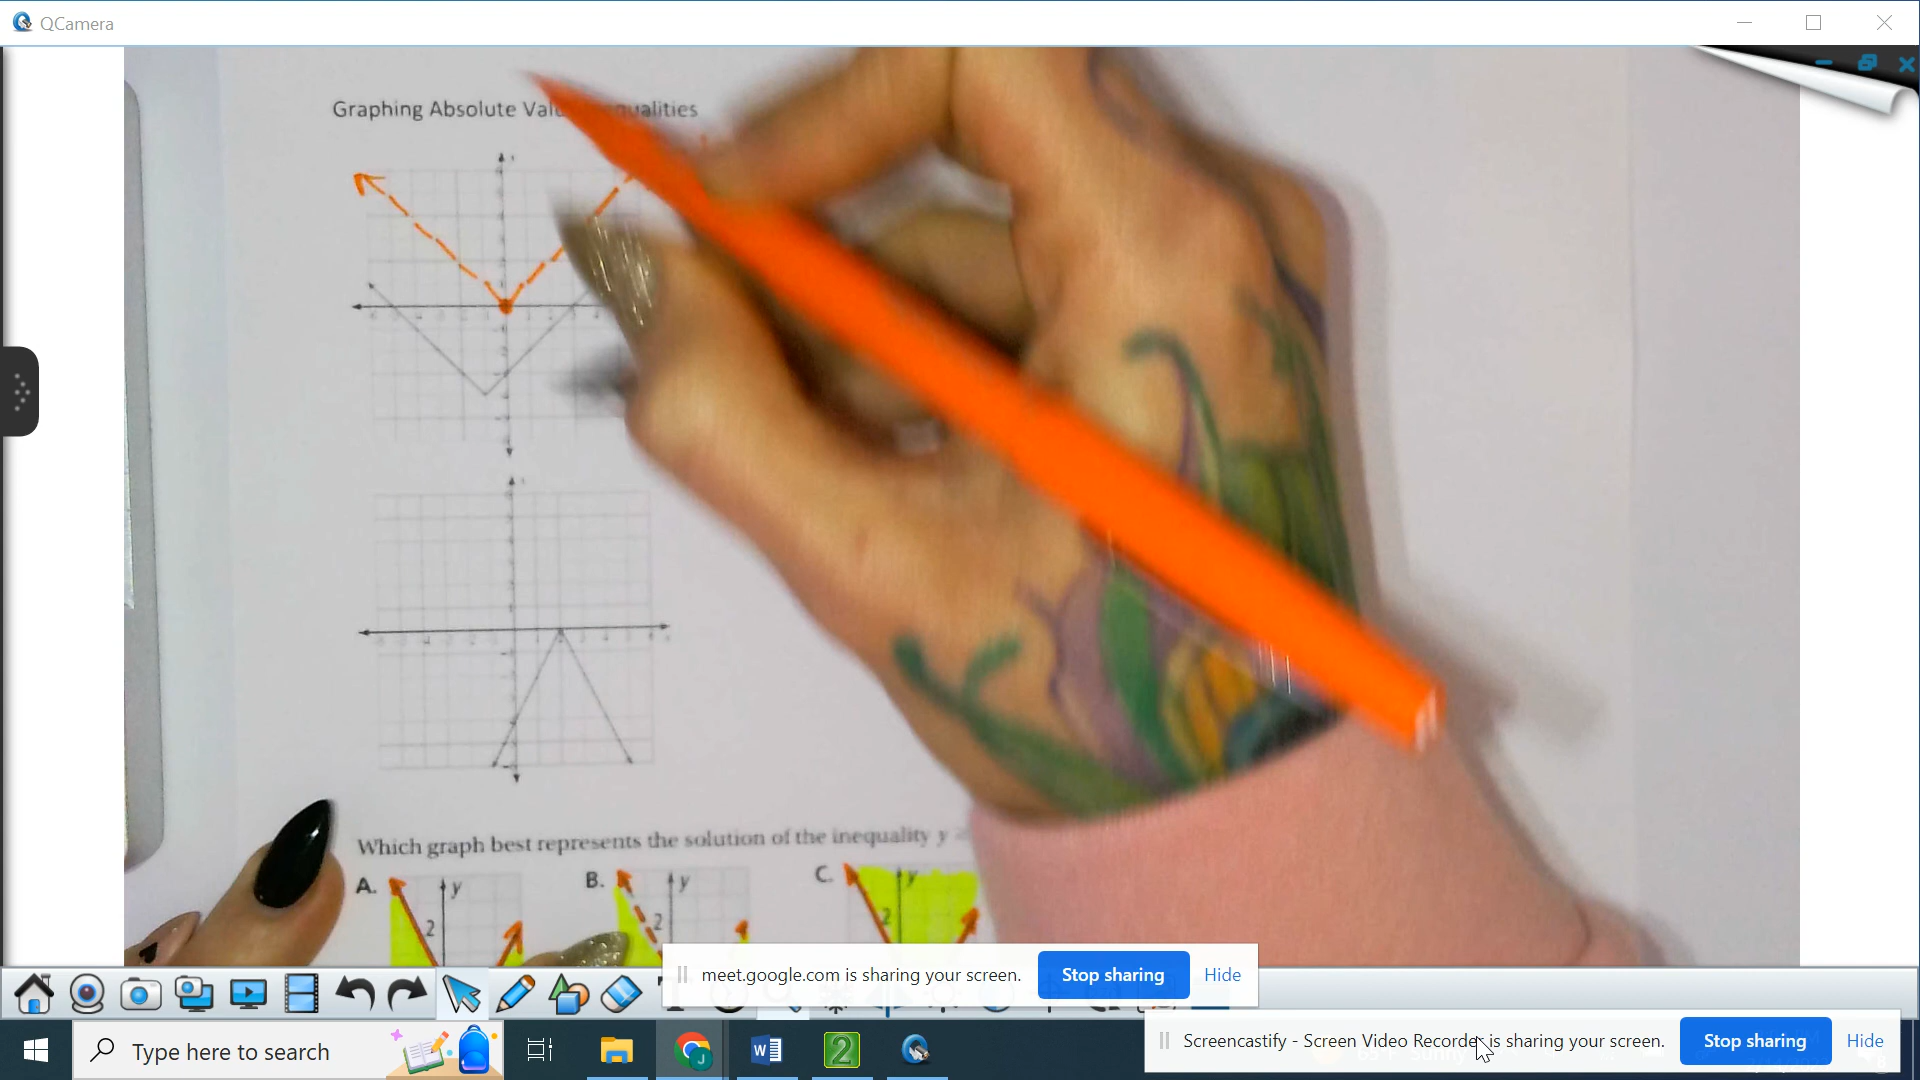 QCamera
Graphing Absolute Value Inequalities
Which graph best represents the solution of the inequality y ≥
A. y B. y C. y
2 2 2
meet.google.com is sharing your screen. Stop sharing Hide
Type here to search
Screencastify - Screen Video Recorder is sharing your screen. Stop sharing Hide